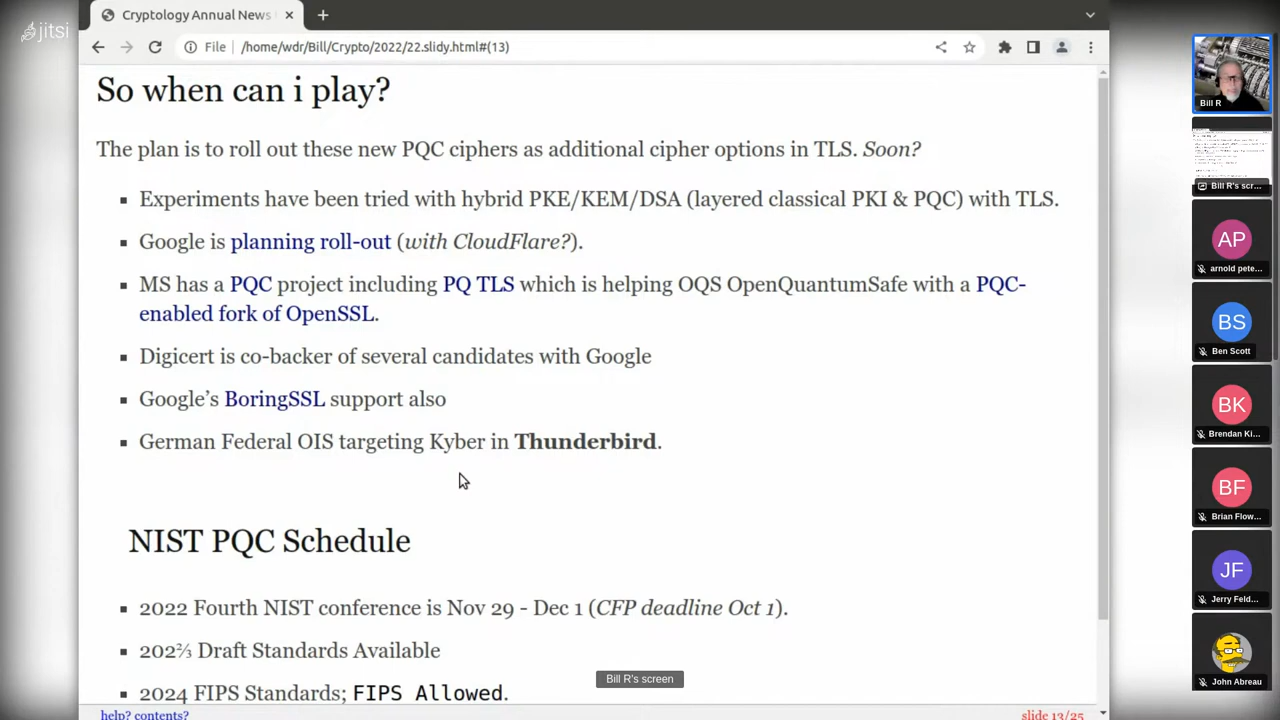 jitsi
Cryptology Annual News
File
/home/wdr/Bill/Crypto/2022/22.slidy.html#(13)
So when can i play?
The plan is to roll out these new PQC ciphers as additional cipher options in TLS. Soon?
Experiments have been tried with hybrid PKE/KEM/DSA (layered classical PKI & PQC) with TLS.
Google is planning roll-out (with CloudFlare?).
MS has a PQC project including PQ TLS which is helping OQS OpenQuantumSafe with a PQC-
enabled fork of OpenSSL.
Digicert is co-backer of several candidates with Google
Google’s BoringSSL support also
German Federal OIS targeting Kyber in Thunderbird.
NIST PQC Schedule
2022 Fourth NIST conference is Nov 29 - Dec 1 (CFP deadline Oct 1).
202⅔ Draft Standards Available
2024 FIPS Standards; FIPS Allowed.
help? contents?
slide 13/25
Bill R's screen
Bill R
Bill R's scr...
AP
arnold pete...
BS
Ben Scott
BK
Brendan Ki...
BF
Brian Flow...
JF
Jerry Feld...
John Abreau